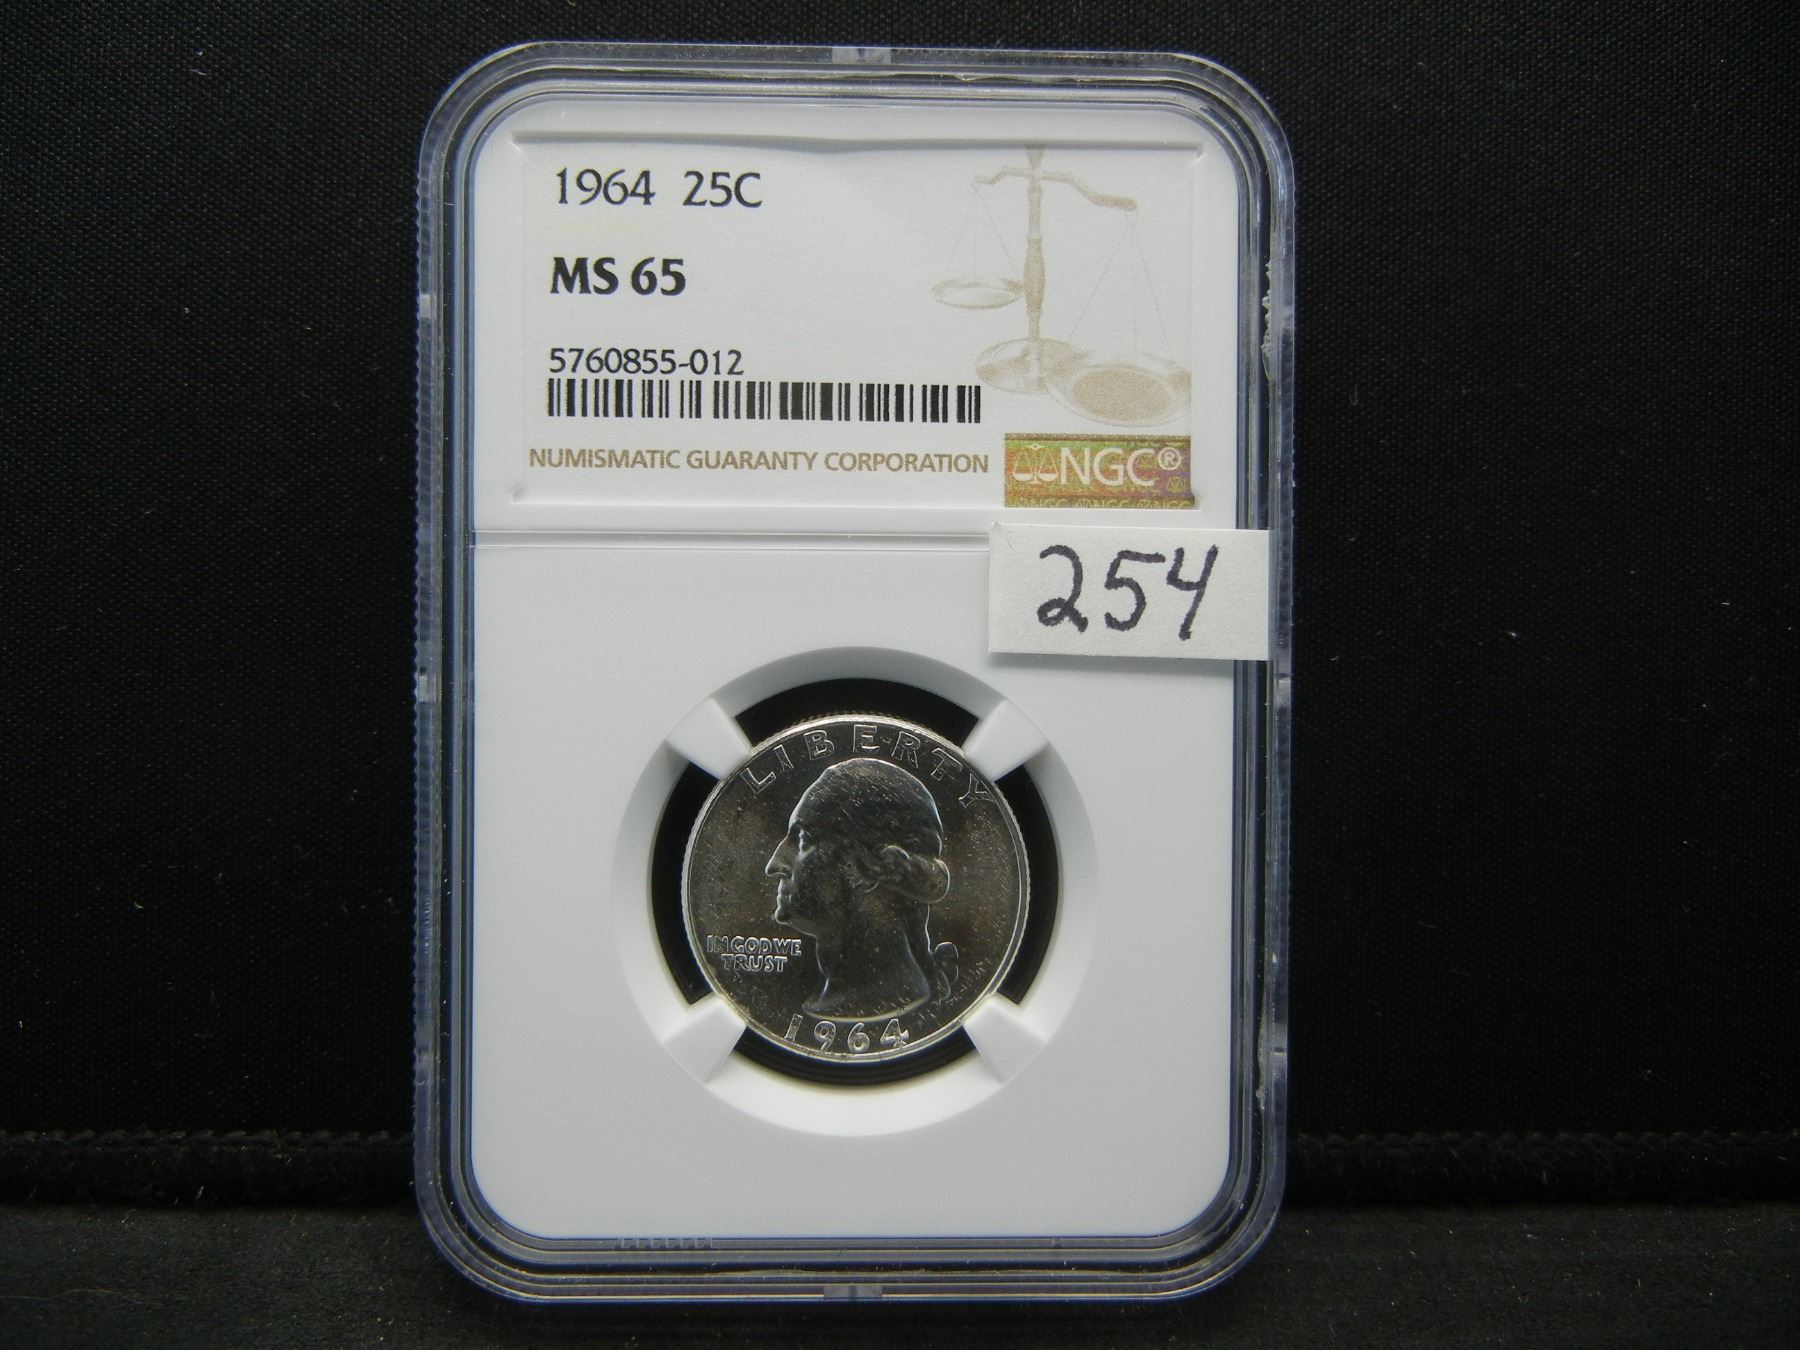 1964 25C
MS 65
5760855-012
NUMISMATIC GUARANTY CORPORATION
NGC®
254
LIBERTY
IN GOD WE
TRUST
1964